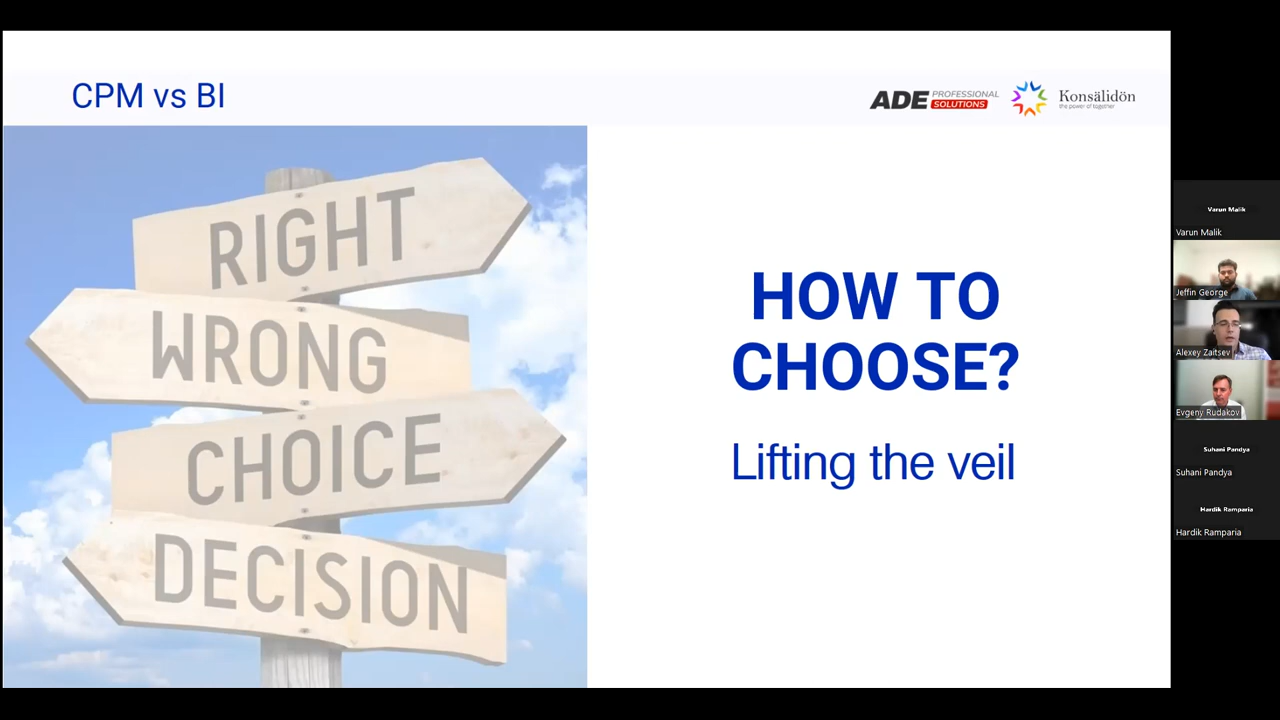 CPM vs BI
ADE PROFESSIONAL SOLUTIONS
Konsälidön
the power of together
RIGHT
WRONG
CHOICE
DECISION
HOW TO
CHOOSE?
Lifting the veil
Varun Malik
Varun Malik
Jeffin George
Alexey Zaitsev
Evgeny Rudakov
Suhani Pandya
Suhani Pandya
Hardik Ramparia
Hardik Ramparia